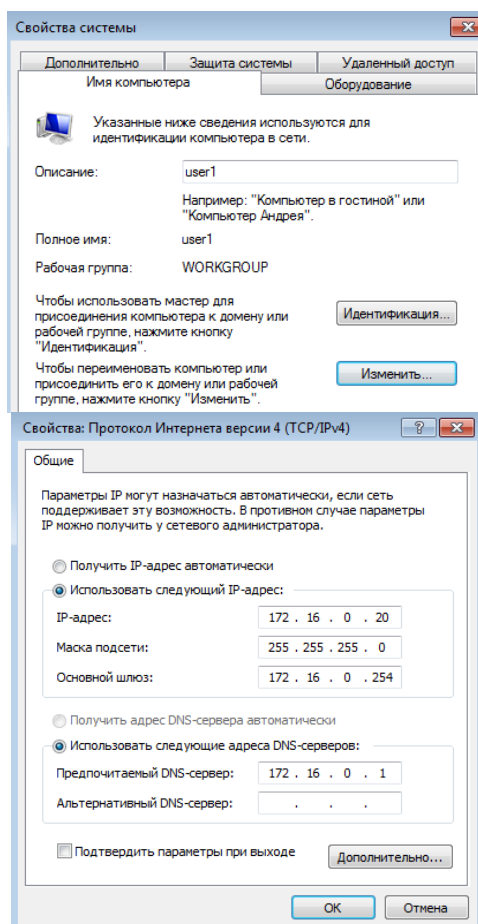 Свойства системы
Дополнительно Защита системы Удаленный доступ
Имя компьютера Оборудование
Указанные ниже сведения используются для
идентификации компьютера в сети.
Описание: user1
Например: "Компьютер в гостиной" или
"Компьютер Андрея".
Полное имя: user1
Рабочая группа: WORKGROUP
Чтобы использовать мастер для
присоединения компьютера к домену или
рабочей группе, нажмите кнопку
"Идентификация".
Идентификация...
Чтобы переименовать компьютер или
присоединить его к домену или рабочей
группе, нажмите кнопку "Изменить".
Изменить...
Свойства: Протокол Интернета версии 4 (TCP/IPv4)
Общие
Параметры IP могут назначаться автоматически, если сеть
поддерживает эту возможность. В противном случае параметры
IP можно получить у сетевого администратора.
Получить IP-адрес автоматически
Использовать следующий IP-адрес:
IP-адрес: 172 . 16 . 0 . 20
Маска подсети: 255 . 255 . 255 . 0
Основной шлюз: 172 . 16 . 0 . 254
Получить адрес DNS-сервера автоматически
Использовать следующие адреса DNS-серверов:
Предпочитаемый DNS-сервер: 172 . 16 . 0 . 1
Альтернативный DNS-сервер: . . .
Подтвердить параметры при выходе Дополнительно...
ОК Отмена